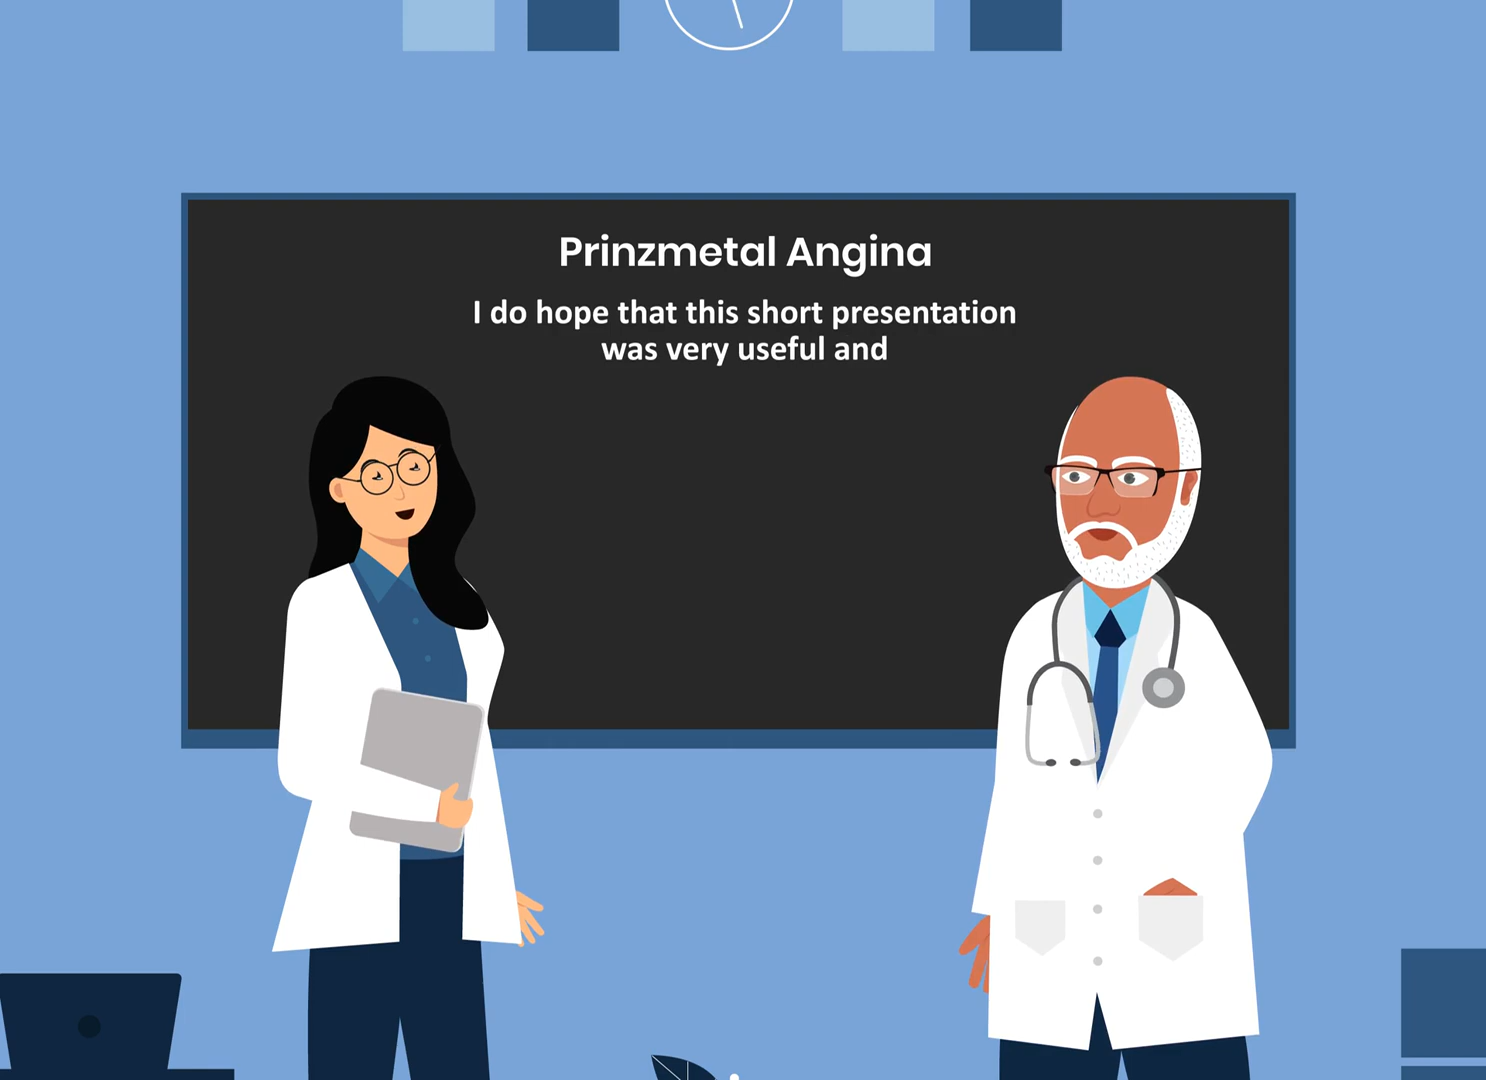 Prinzmetal Angina
I do hope that this short presentation
was very useful and